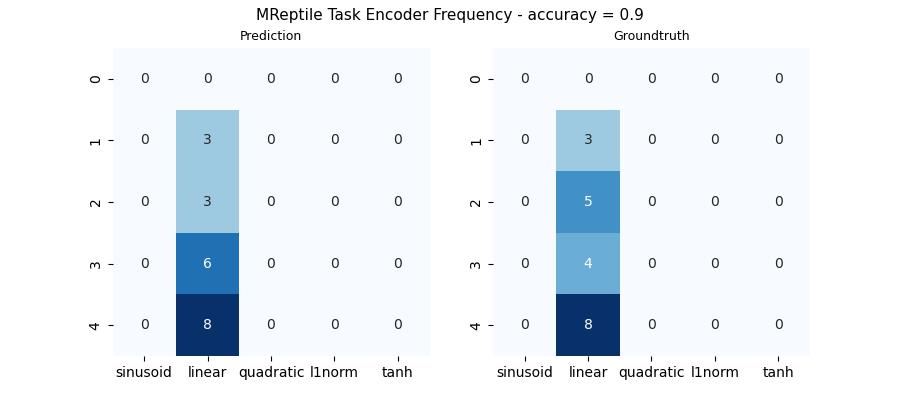 MReptile Task Encoder Frequency - accuracy = 0.9
Prediction
0 0 0 0 0 0
1 0 3 0 0 0
2 0 3 0 0 0
3 0 6 0 0 0
4 0 8 0 0 0
sinusoid linear quadratic l1norm tanh
Groundtruth
0 0 0 0 0 0
1 0 3 0 0 0
2 0 5 0 0 0
3 0 4 0 0 0
4 0 8 0 0 0
sinusoid linear quadratic l1norm tanh